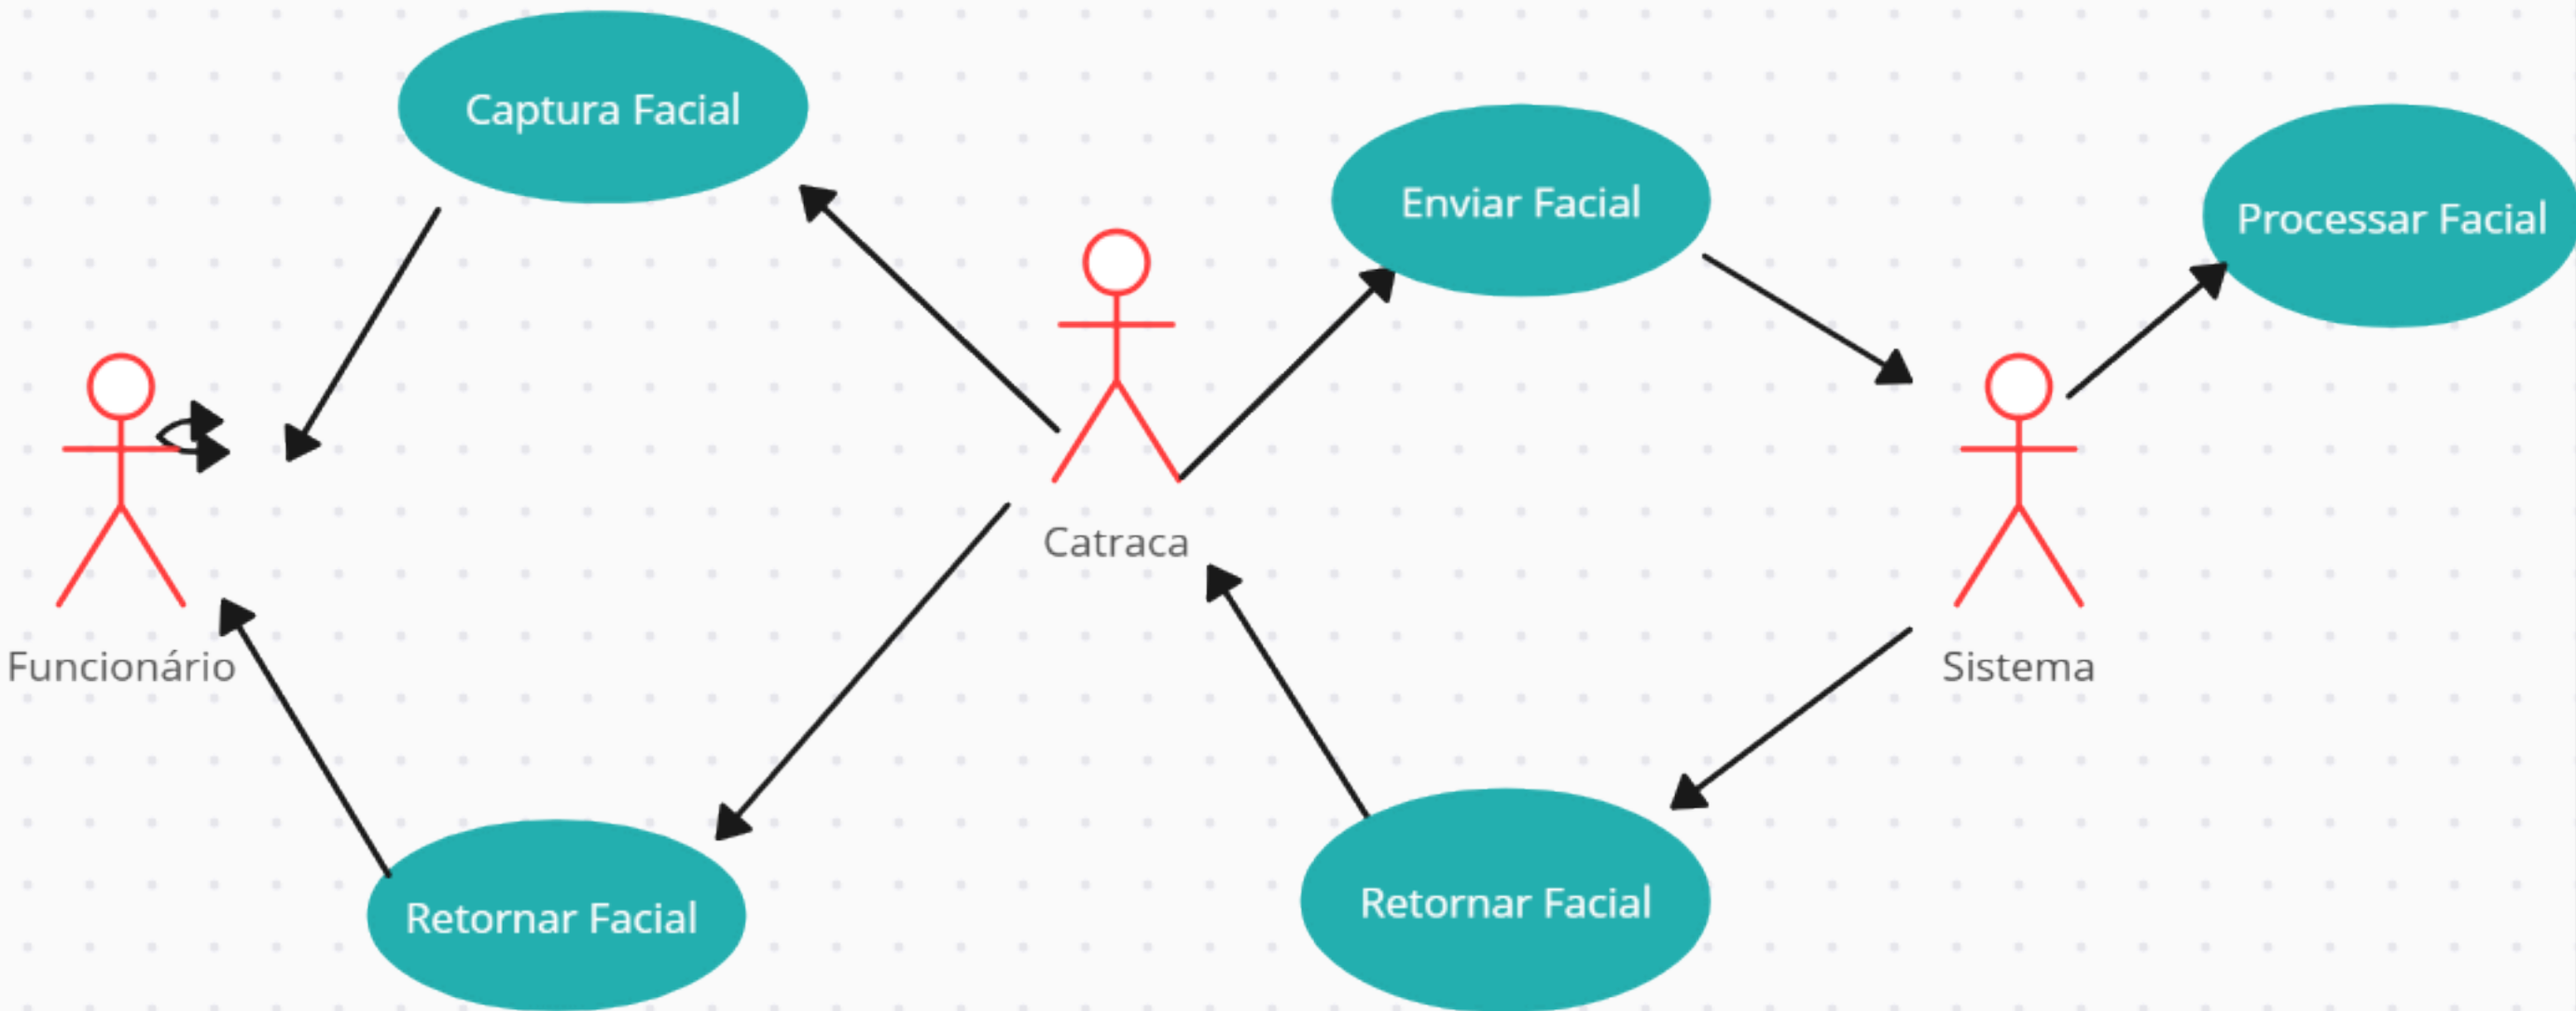 Captura Facial
Enviar Facial
Processar Facial
Catraca
Funcionário
Sistema
Retornar Facial
Retornar Facial